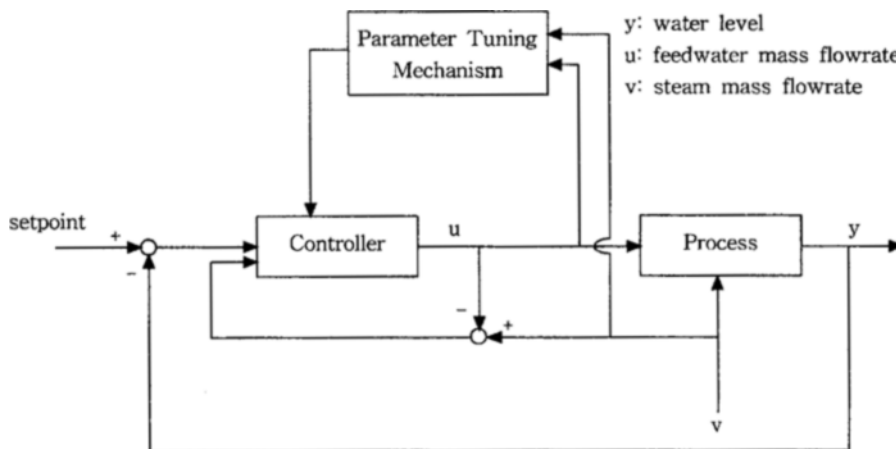 Parameter Tuning
Mechanism
y: water level
u: feedwater mass flowrate
v: steam mass flowrate
setpoint
+
−
Controller
u
Process
y
−
+
v